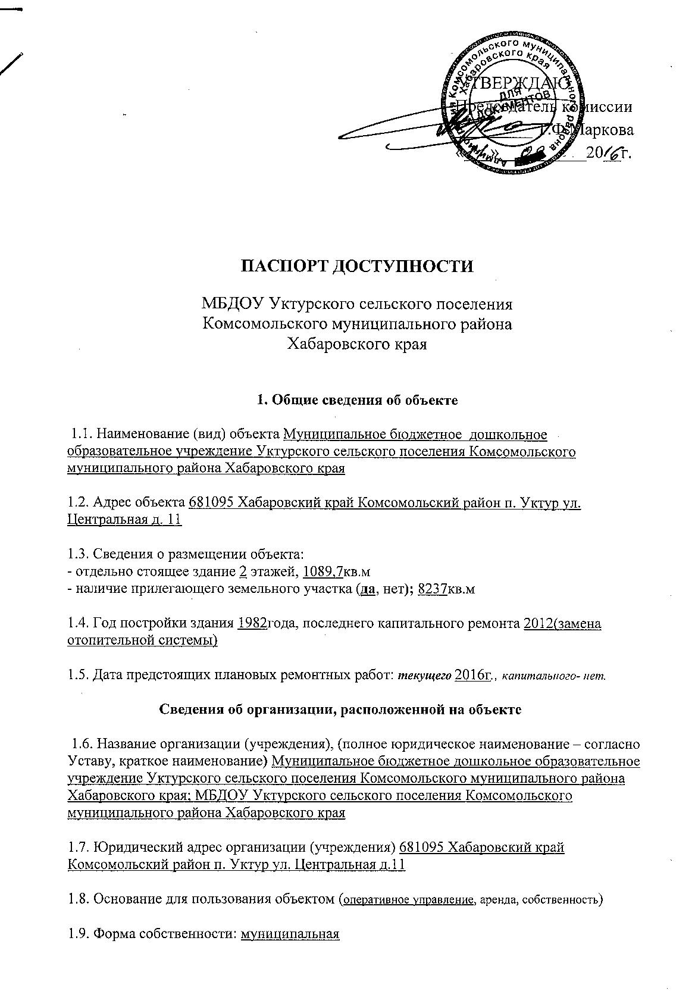 Администрация Комсомольского муниципального района
Хабаровского края
ДЛЯ
ДОКУМЕНТОВ
УТВЕРЖДАЮ
Председатель комиссии
Маркова
2016г.
ПАСПОРТ ДОСТУПНОСТИ
МБДОУ Уктурского сельского поселения
Комсомольского муниципального района
Хабаровского края
1. Общие сведения об объекте
1.1. Наименование (вид) объекта Муниципальное бюджетное дошкольное
образовательное учреждение Уктурского сельского поселения Комсомольского
муниципального района Хабаровского края
1.2. Адрес объекта 681095 Хабаровский край Комсомольский район п. Уктур ул.
Центральная д. 11
1.3. Сведения о размещении объекта:
- отдельно стоящее здание 2 этажей, 1089,7кв.м
- наличие прилегающего земельного участка (да, нет); 8237кв.м
1.4. Год постройки здания 1982года, последнего капитального ремонта 2012(замена
отопительной системы)
1.5. Дата предстоящих плановых ремонтных работ: текущего 2016г., капитального- нет.
Сведения об организации, расположенной на объекте
1.6. Название организации (учреждения), (полное юридическое наименование – согласно
Уставу, краткое наименование) Муниципальное бюджетное дошкольное образовательное
учреждение Уктурского сельского поселения Комсомольского муниципального района
Хабаровского края; МБДОУ Уктурского сельского поселения Комсомольского
муниципального района Хабаровского края
1.7. Юридический адрес организации (учреждения) 681095 Хабаровский край
Комсомольский район п. Уктур ул. Центральная д.11
1.8. Основание для пользования объектом (оперативное управление, аренда, собственность)
1.9. Форма собственности: муниципальная